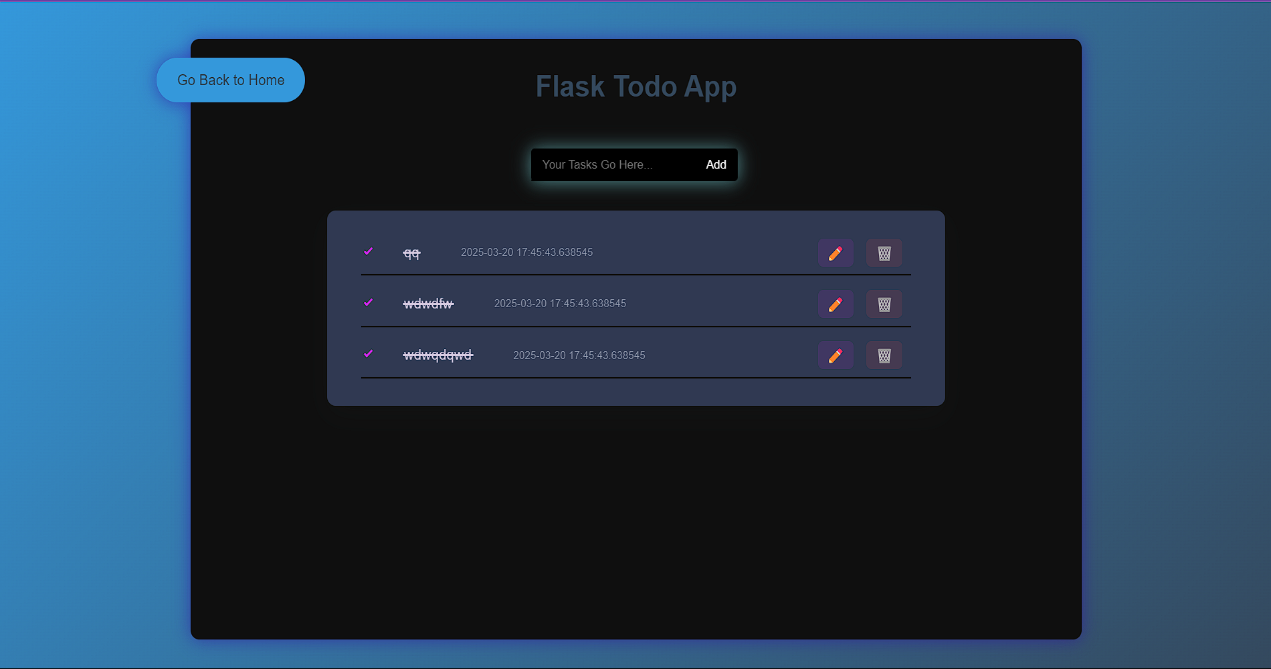 Go Back to Home
Flask Todo App
Your Tasks Go Here... Add
qq 2025-03-20 17:45:43.638545
wdwdfw 2025-03-20 17:45:43.638545
wdwqdqwd 2025-03-20 17:45:43.638545